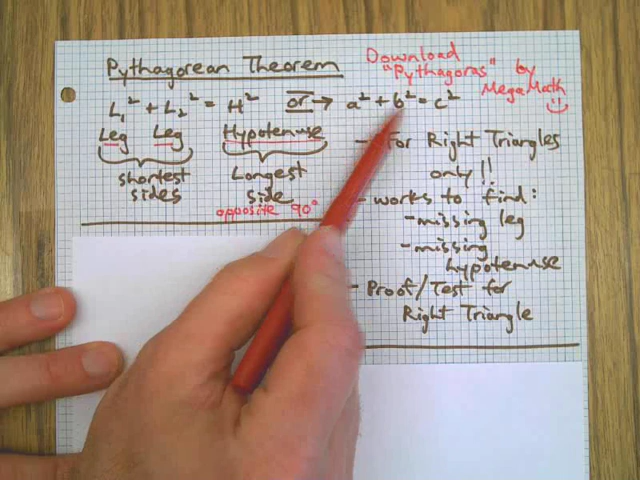 Pythagorean Theorem
Download
"Pythagoras" by
MegaMath
L₁² + L₂² = H² or → a² + b² = c²
Leg Leg Hypotenuse
shortest
sides
Longest
side
opposite 90°
- For Right Triangles
only!!
- works to find:
- missing leg
- missing
hypotenuse
- Proof/Test for
Right Triangle